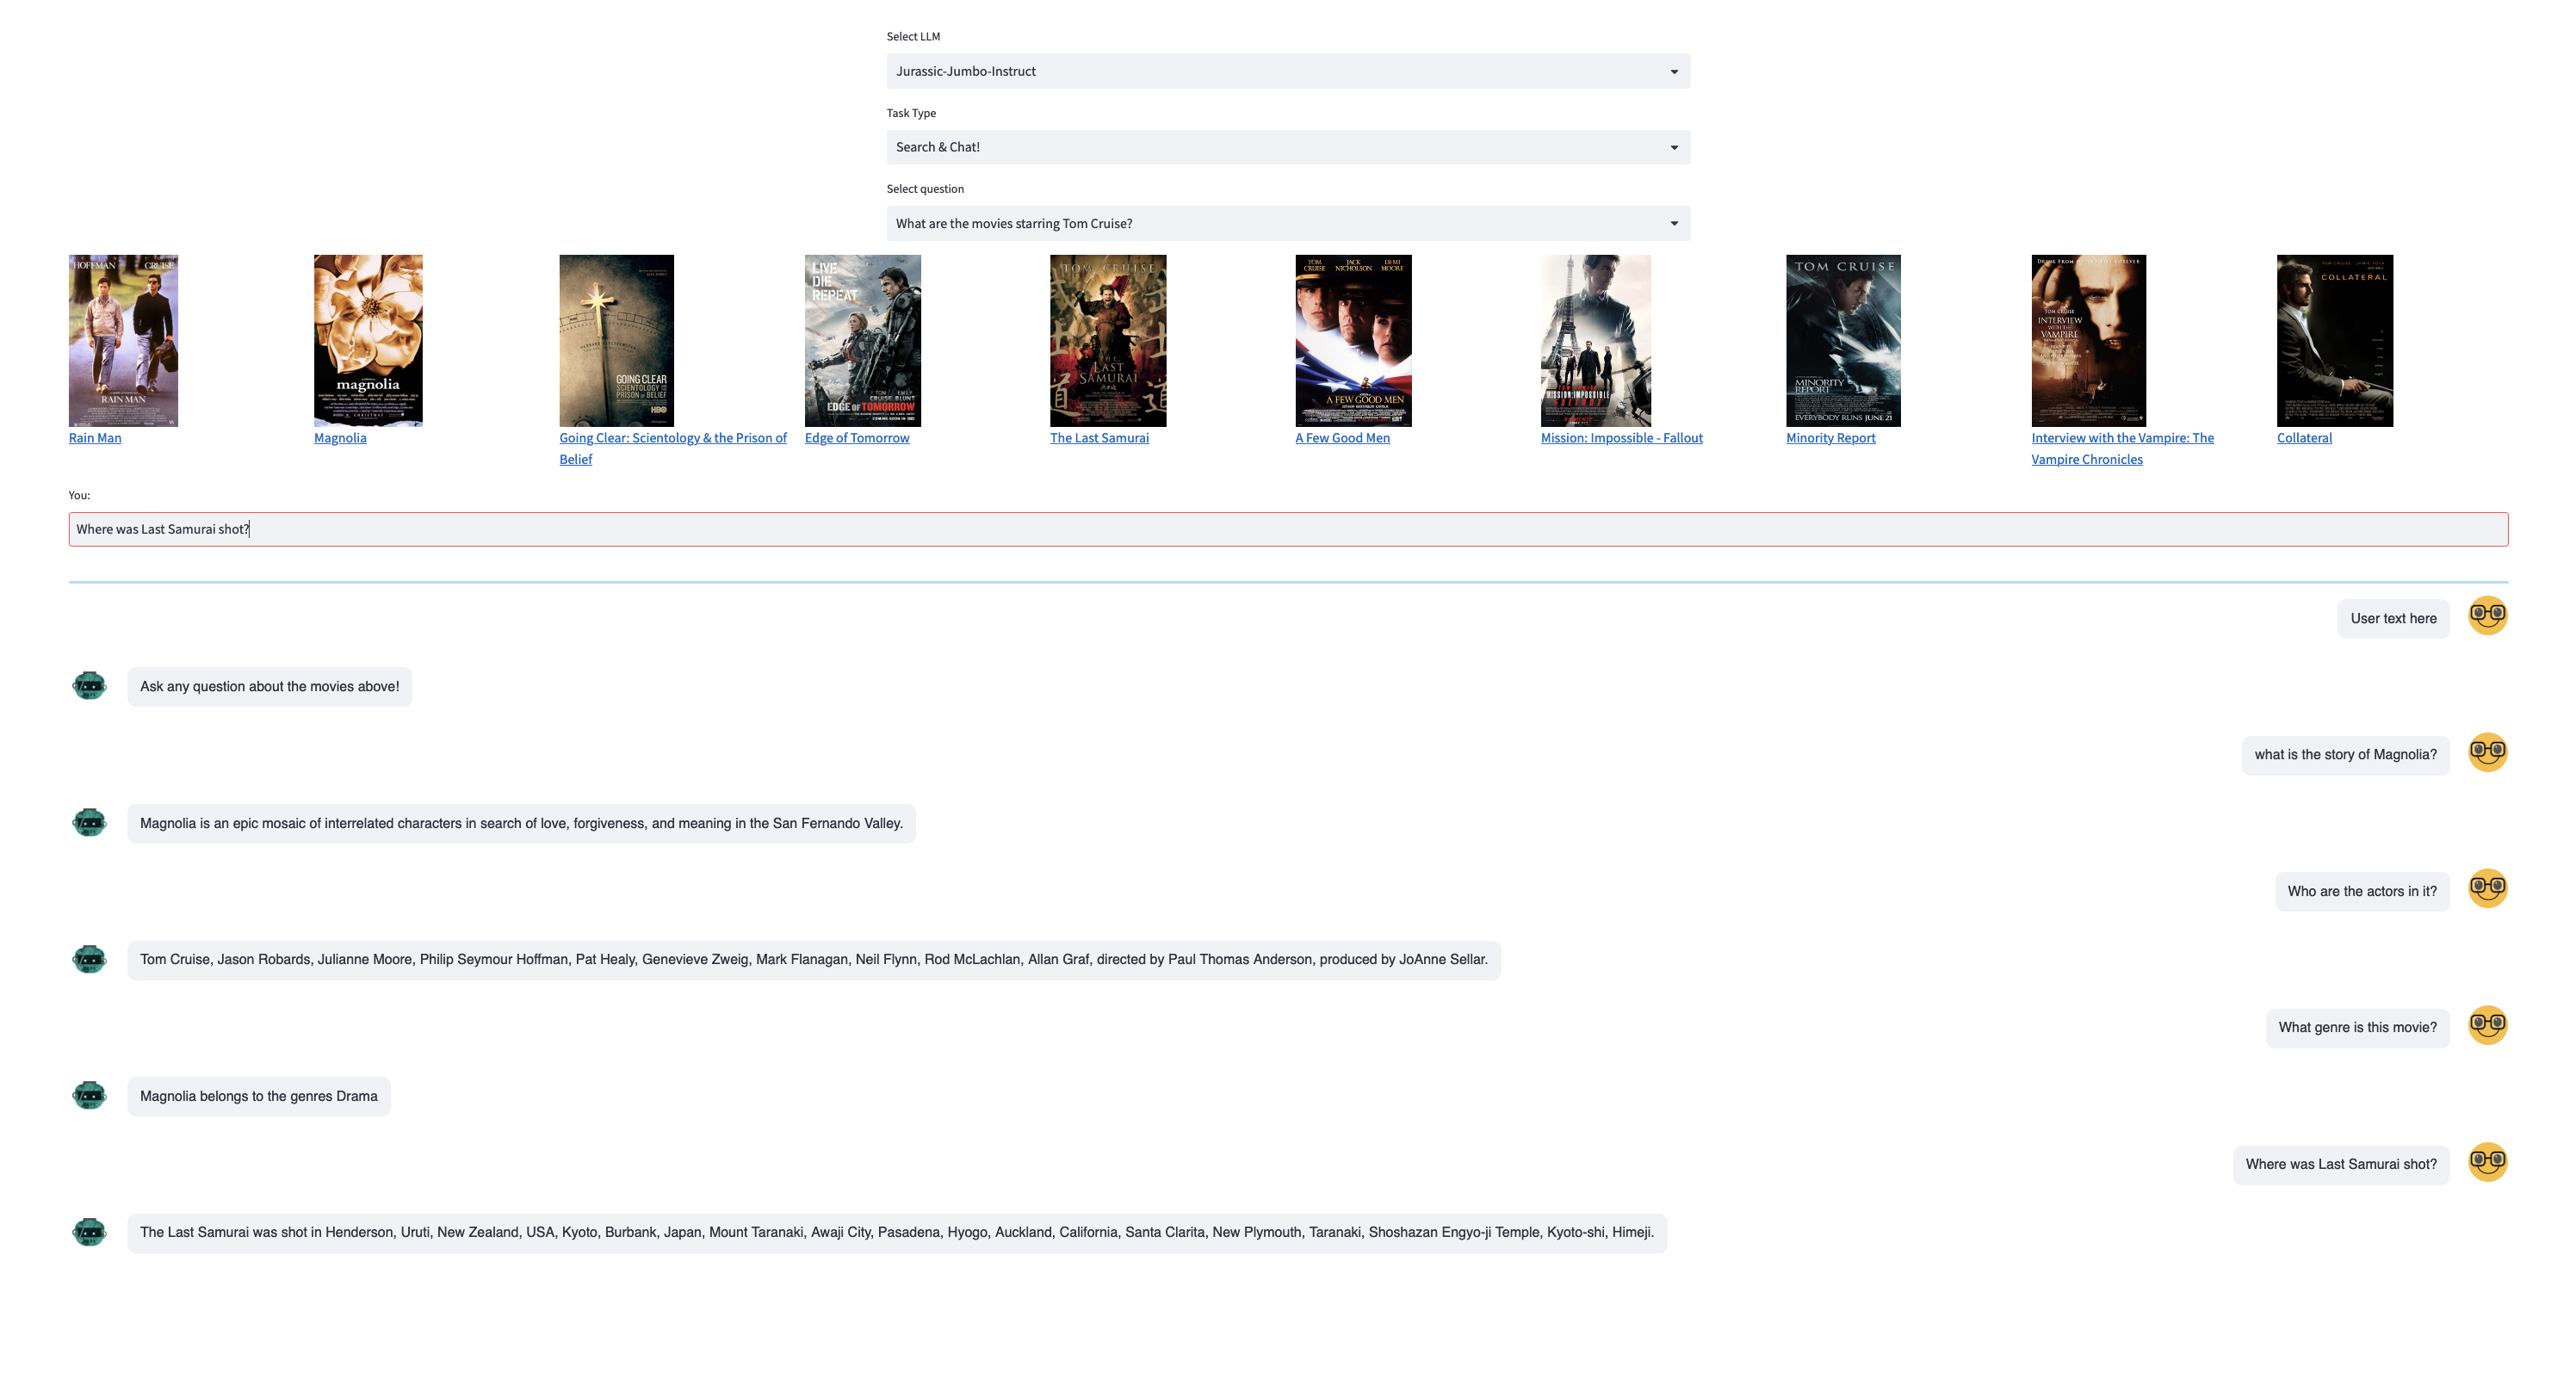 Select LLM
Jurassic-Jumbo-Instruct
Task Type
Search & Chat!
Select question
What are the movies starring Tom Cruise?
HOFFMAN CRUISE
RAIN MAN
magnolia
GOING CLEAR
SCIENTOLOGY AND THE
PRISON OF BELIEF
HBO
LIVE
DIE
REPEAT
CRUISE BLUNT
EDGE OF TOMORROW
TOM CRUISE
THE
LAST
SAMURAI
TOM CRUISE JACK NICHOLSON DEMI MOORE
A FEW GOOD MEN
MISSION: IMPOSSIBLE
FALLOUT
TOM CRUISE
MINORITY
REPORT
EVERYBODY RUNS JUNE 21
TOM CRUISE
INTERVIEW
WITH THE
VAMPIRE
COLLATERAL
Rain Man
Magnolia
Going Clear: Scientology & the Prison of
Belief
Edge of Tomorrow
The Last Samurai
A Few Good Men
Mission: Impossible - Fallout
Minority Report
Interview with the Vampire: The
Vampire Chronicles
Collateral
You:
Where was Last Samurai shot?
User text here
Ask any question about the movies above!
what is the story of Magnolia?
Magnolia is an epic mosaic of interrelated characters in search of love, forgiveness, and meaning in the San Fernando Valley.
Who are the actors in it?
Tom Cruise, Jason Robards, Julianne Moore, Philip Seymour Hoffman, Pat Healy, Genevieve Zweig, Mark Flanagan, Neil Flynn, Rod McLachlan, Allan Graf, directed by Paul Thomas Anderson, produced by JoAnne Sellar.
What genre is this movie?
Magnolia belongs to the genres Drama
Where was Last Samurai shot?
The Last Samurai was shot in Henderson, Uruti, New Zealand, USA, Kyoto, Burbank, Japan, Mount Taranaki, Awaji City, Pasadena, Hyogo, Auckland, California, Santa Clarita, New Plymouth, Taranaki, Shoshazan Engyo-ji Temple, Kyoto-shi, Himeji.